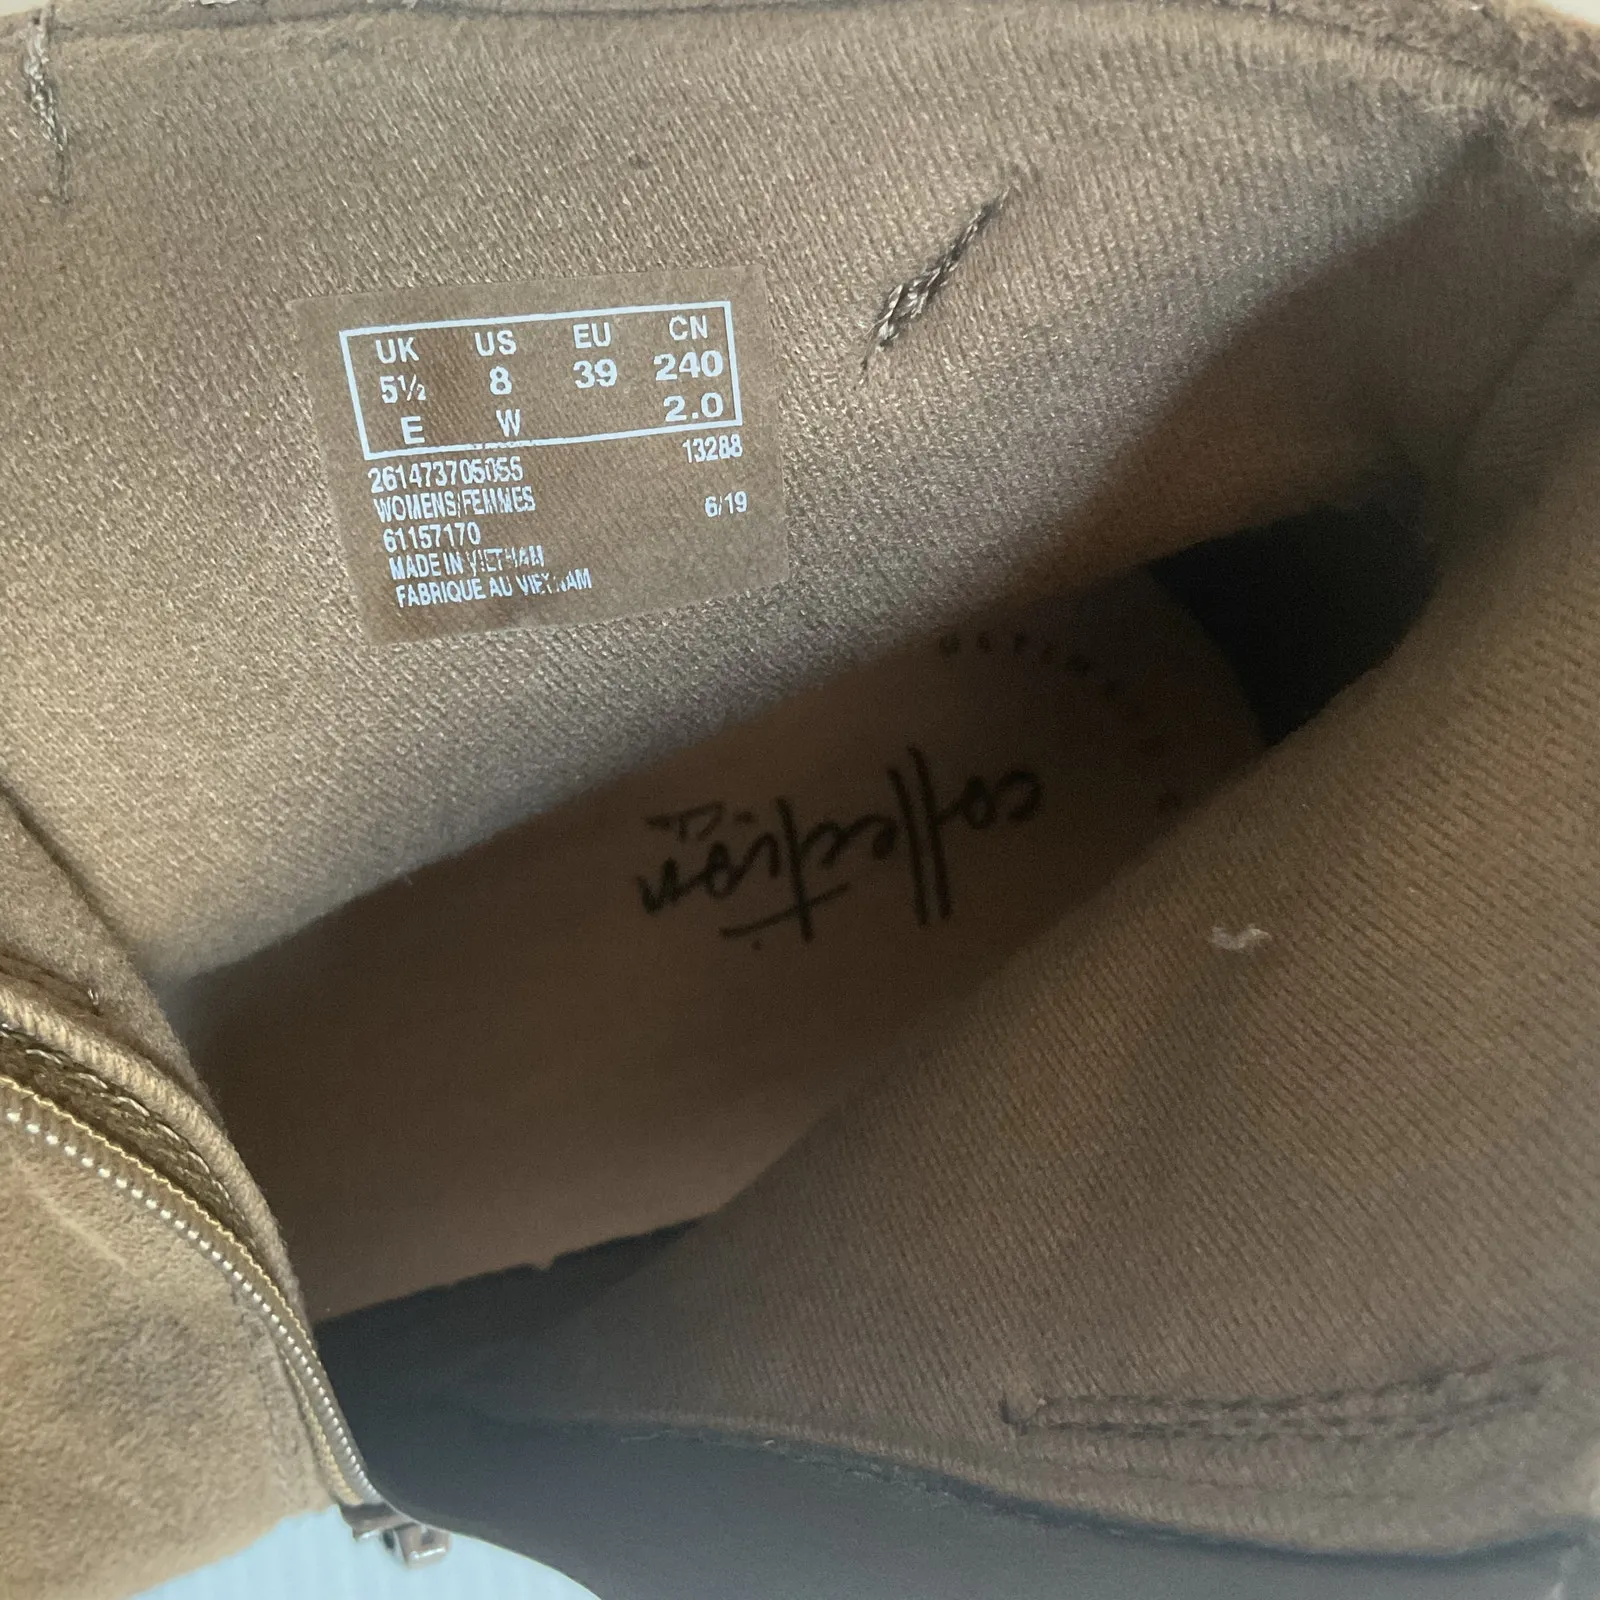 UK US EU CN
5½ 8 39 240
E W 2.0
261473705055 13288
WOMENS/FEMMES
61157170 6/19
MADE IN VIETNAM
FABRIQUE AU VIETNAM
collection